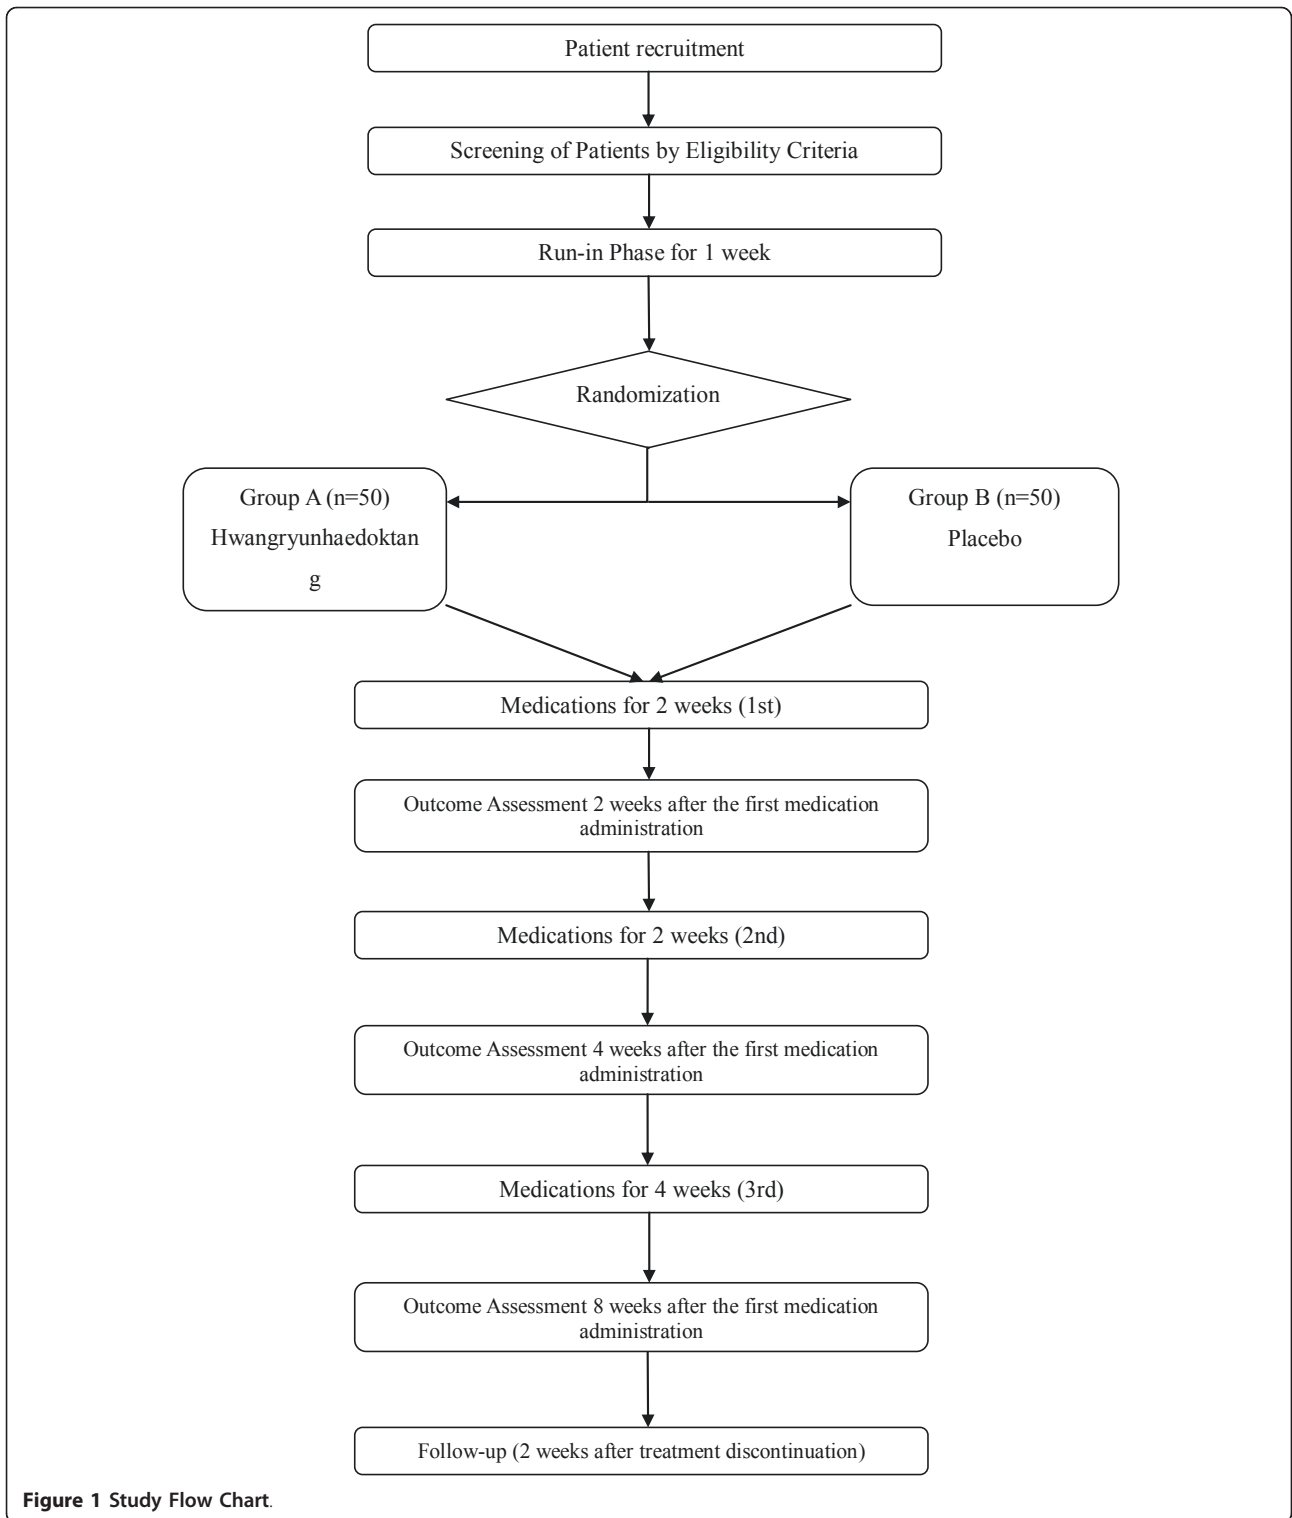 Patient recruitment
Screening of Patients by Eligibility Criteria
Run-in Phase for 1 week
Randomization
Group A (n=50)
Hwangryunhaedoktan
g
Group B (n=50)
Placebo
Medications for 2 weeks (1st)
Outcome Assessment 2 weeks after the first medication
administration
Medications for 2 weeks (2nd)
Outcome Assessment 4 weeks after the first medication
administration
Medications for 4 weeks (3rd)
Outcome Assessment 8 weeks after the first medication
administration
Follow-up (2 weeks after treatment discontinuation)
Figure 1 Study Flow Chart.